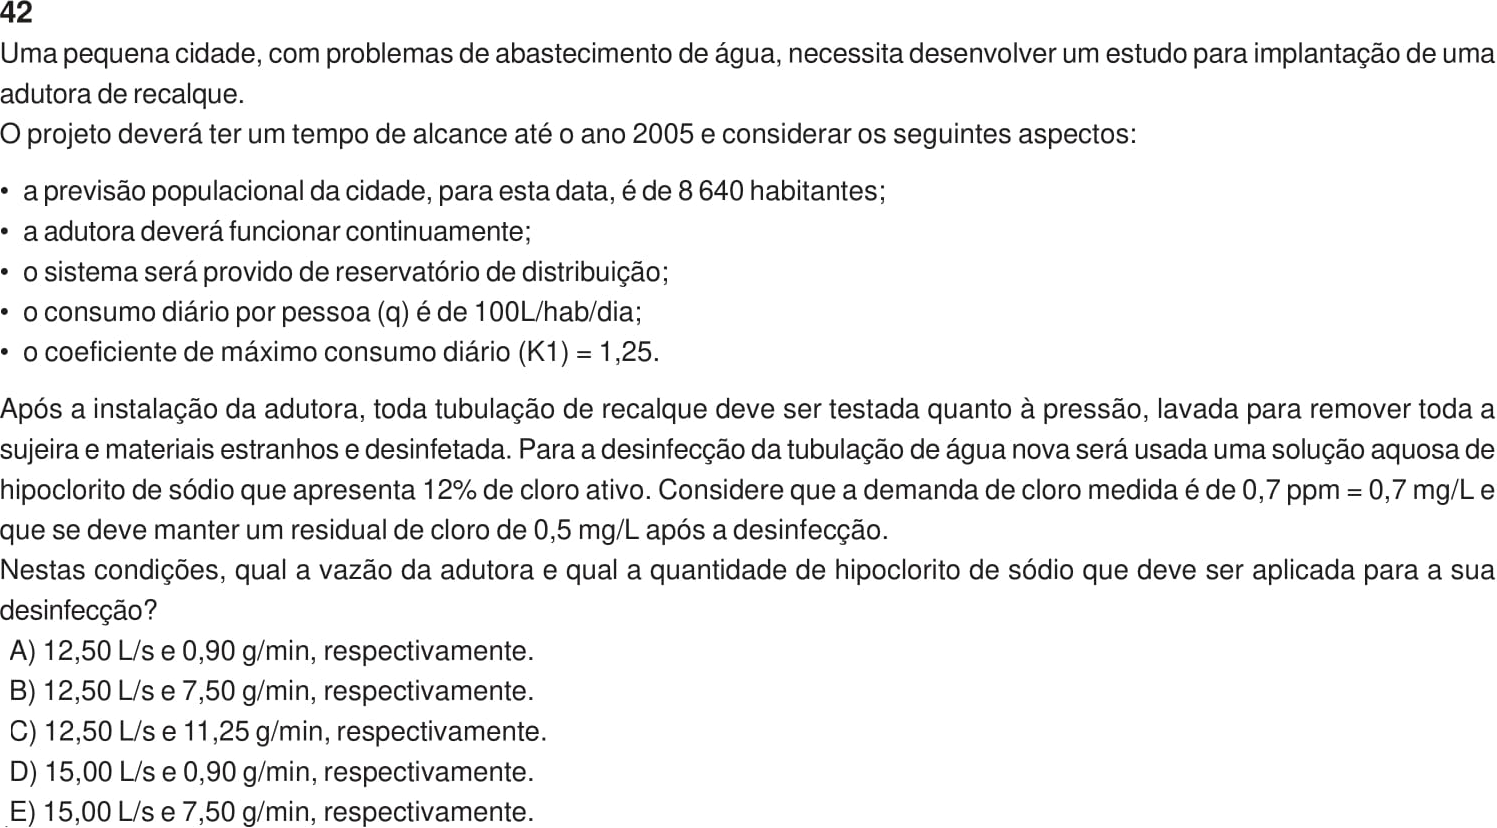 42
Uma pequena cidade, com problemas de abastecimento de água, necessita desenvolver um estudo para implantação de uma
adutora de recalque.
O projeto deverá ter um tempo de alcance até o ano 2005 e considerar os seguintes aspectos:
• a previsão populacional da cidade, para esta data, é de 8 640 habitantes;
• a adutora deverá funcionar continuamente;
• o sistema será provido de reservatório de distribuição;
• o consumo diário por pessoa (q) é de 100L/hab/dia;
• o coeficiente de máximo consumo diário (K1) = 1,25.
Após a instalação da adutora, toda tubulação de recalque deve ser testada quanto à pressão, lavada para remover toda a
sujeira e materiais estranhos e desinfetada. Para a desinfecção da tubulação de água nova será usada uma solução aquosa de
hipoclorito de sódio que apresenta 12% de cloro ativo. Considere que a demanda de cloro medida é de 0,7 ppm = 0,7 mg/L e
que se deve manter um residual de cloro de 0,5 mg/L após a desinfecção.
Nestas condições, qual a vazão da adutora e qual a quantidade de hipoclorito de sódio que deve ser aplicada para a sua
desinfecção?
A) 12,50 L/s e 0,90 g/min, respectivamente.
B) 12,50 L/s e 7,50 g/min, respectivamente.
C) 12,50 L/s e 11,25 g/min, respectivamente.
D) 15,00 L/s e 0,90 g/min, respectivamente.
E) 15,00 L/s e 7,50 g/min, respectivamente.